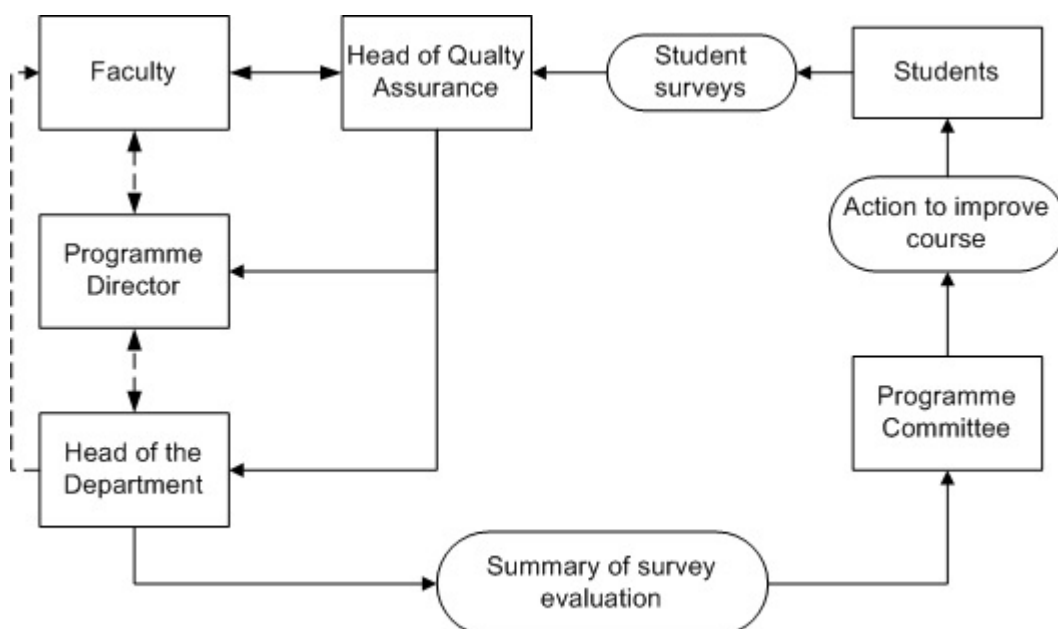 Faculty
Head of Qualty
Assurance
Student
surveys
Students
Action to improve
course
Programme
Director
Programme
Committee
Head of the
Department
Summary of survey
evaluation